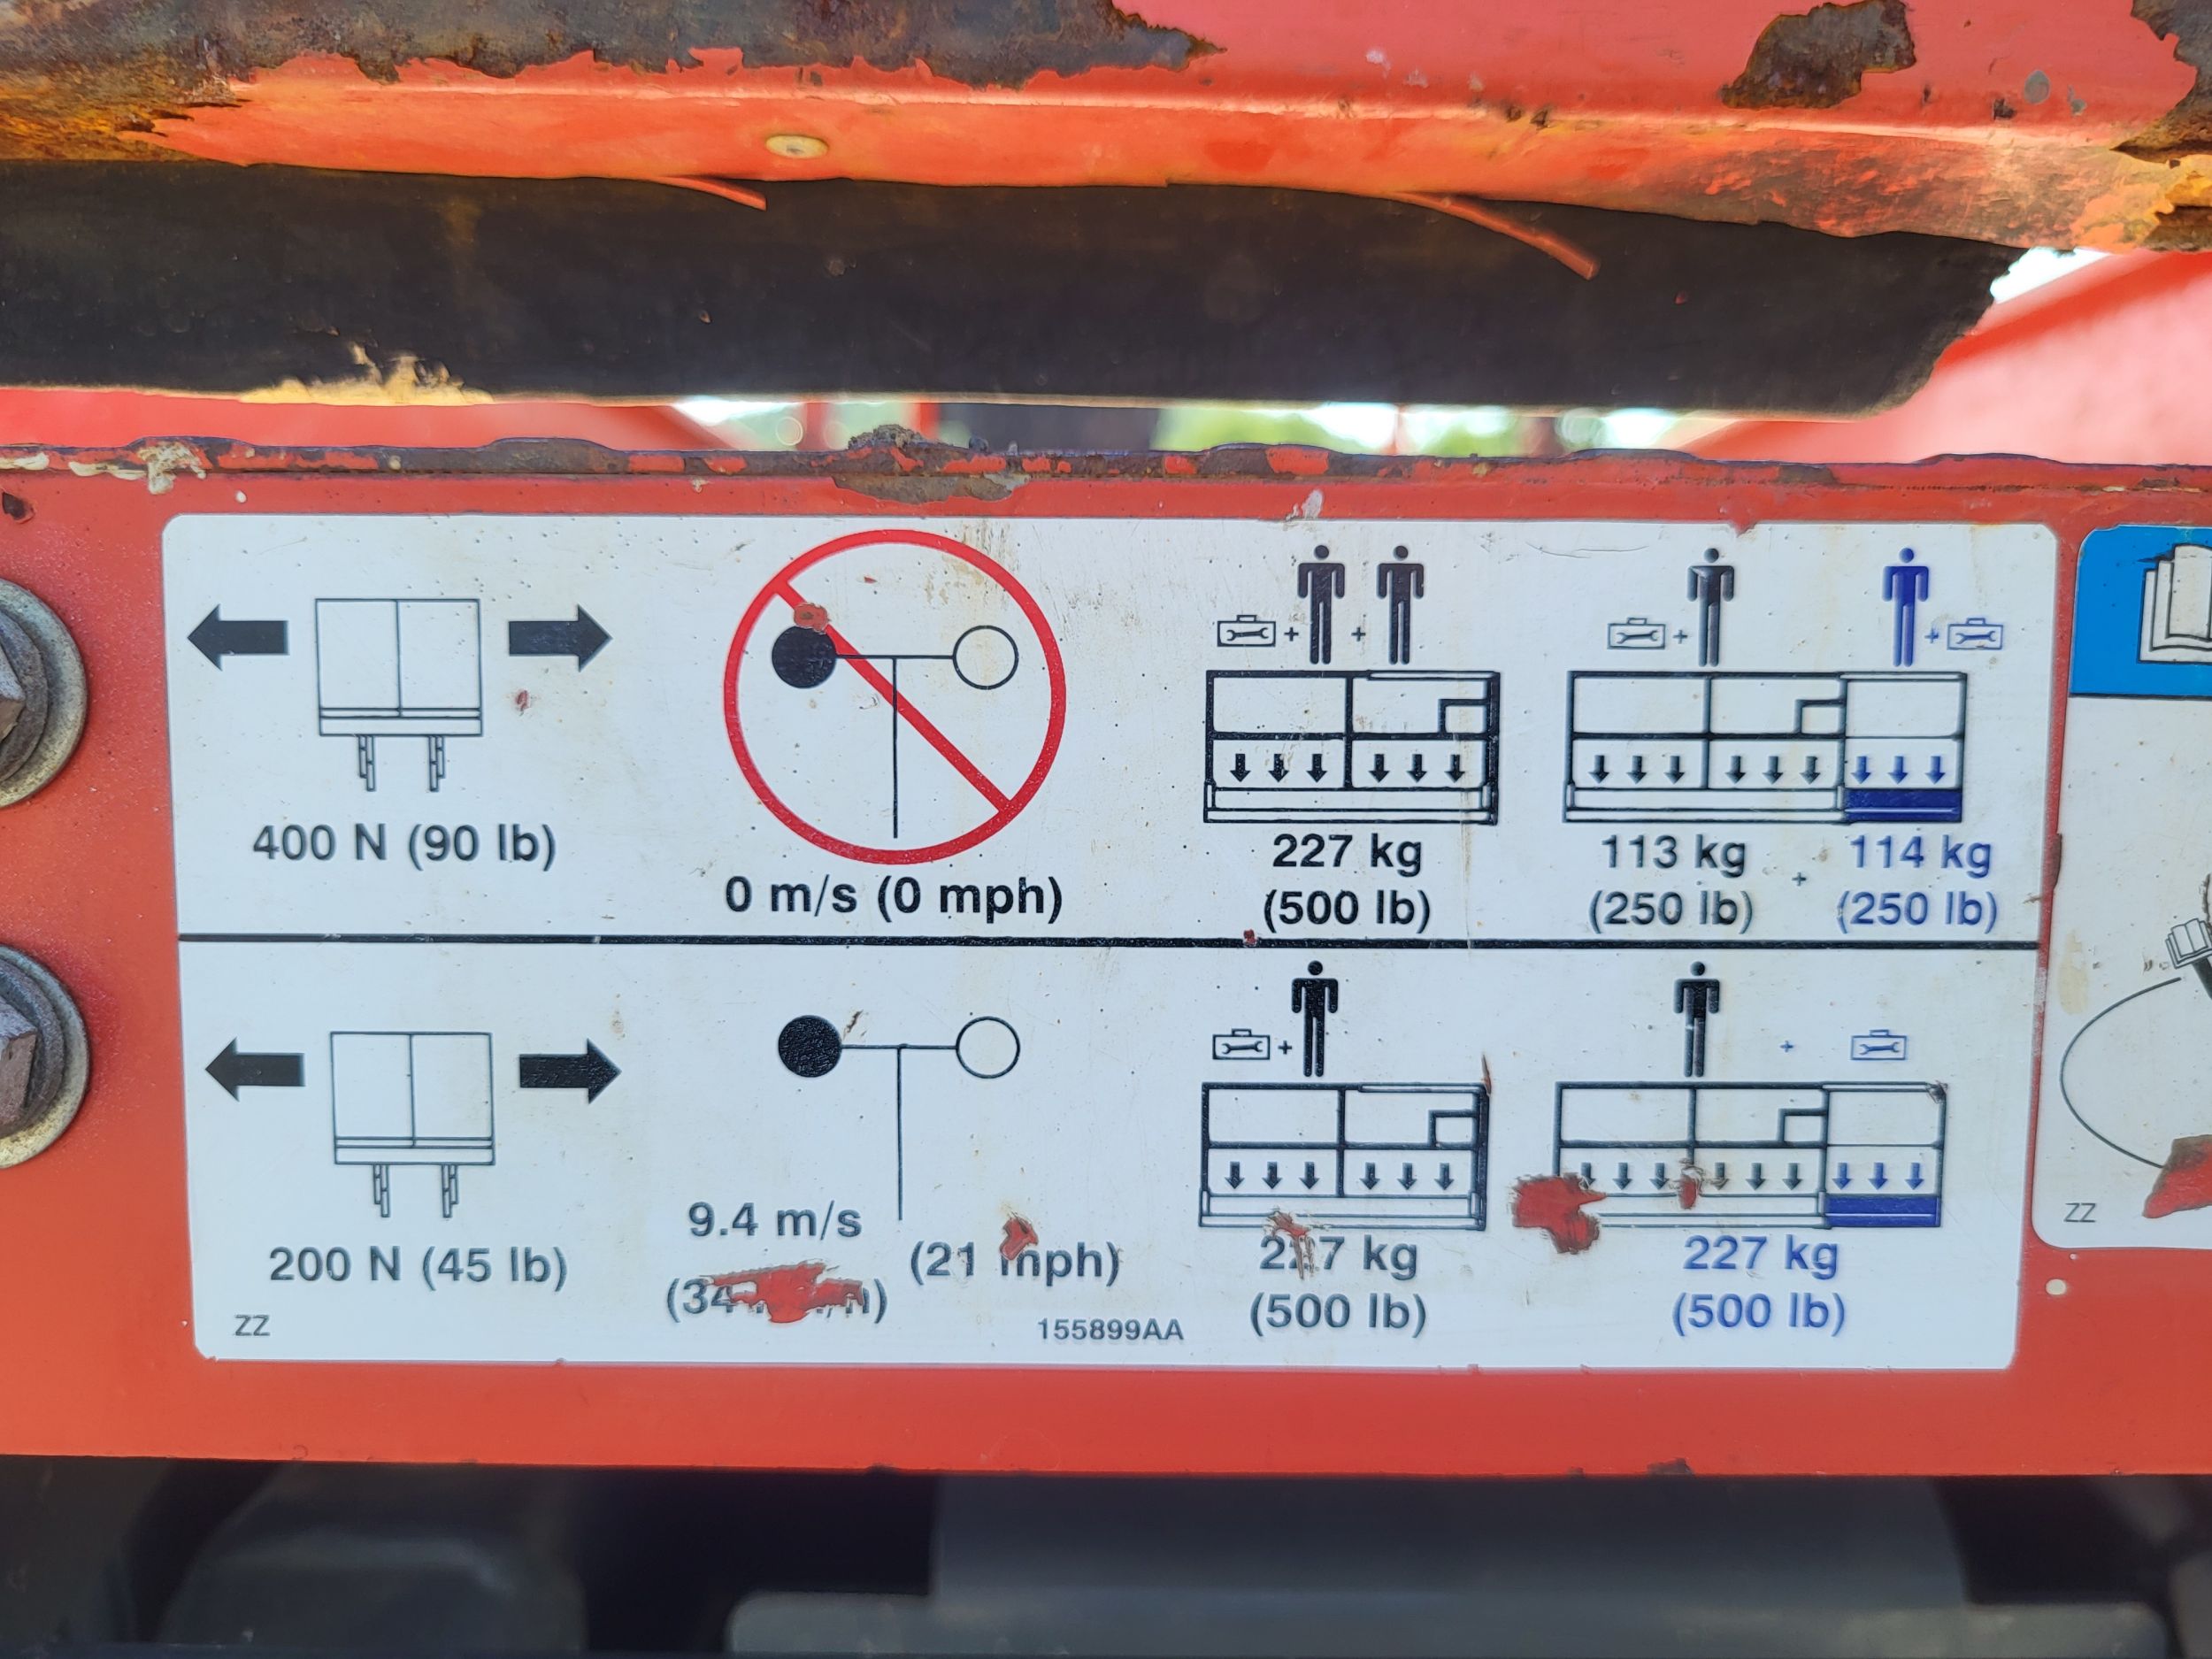 400 N (90 lb)
0 m/s (0 mph)
227 kg
(500 lb)
113 kg
(250 lb)
+
114 kg
(250 lb)
200 N (45 lb)
9.4 m/s
(21 mph)
227 kg
(500 lb)
227 kg
(500 lb)
ZZ
155899AA
ZZ